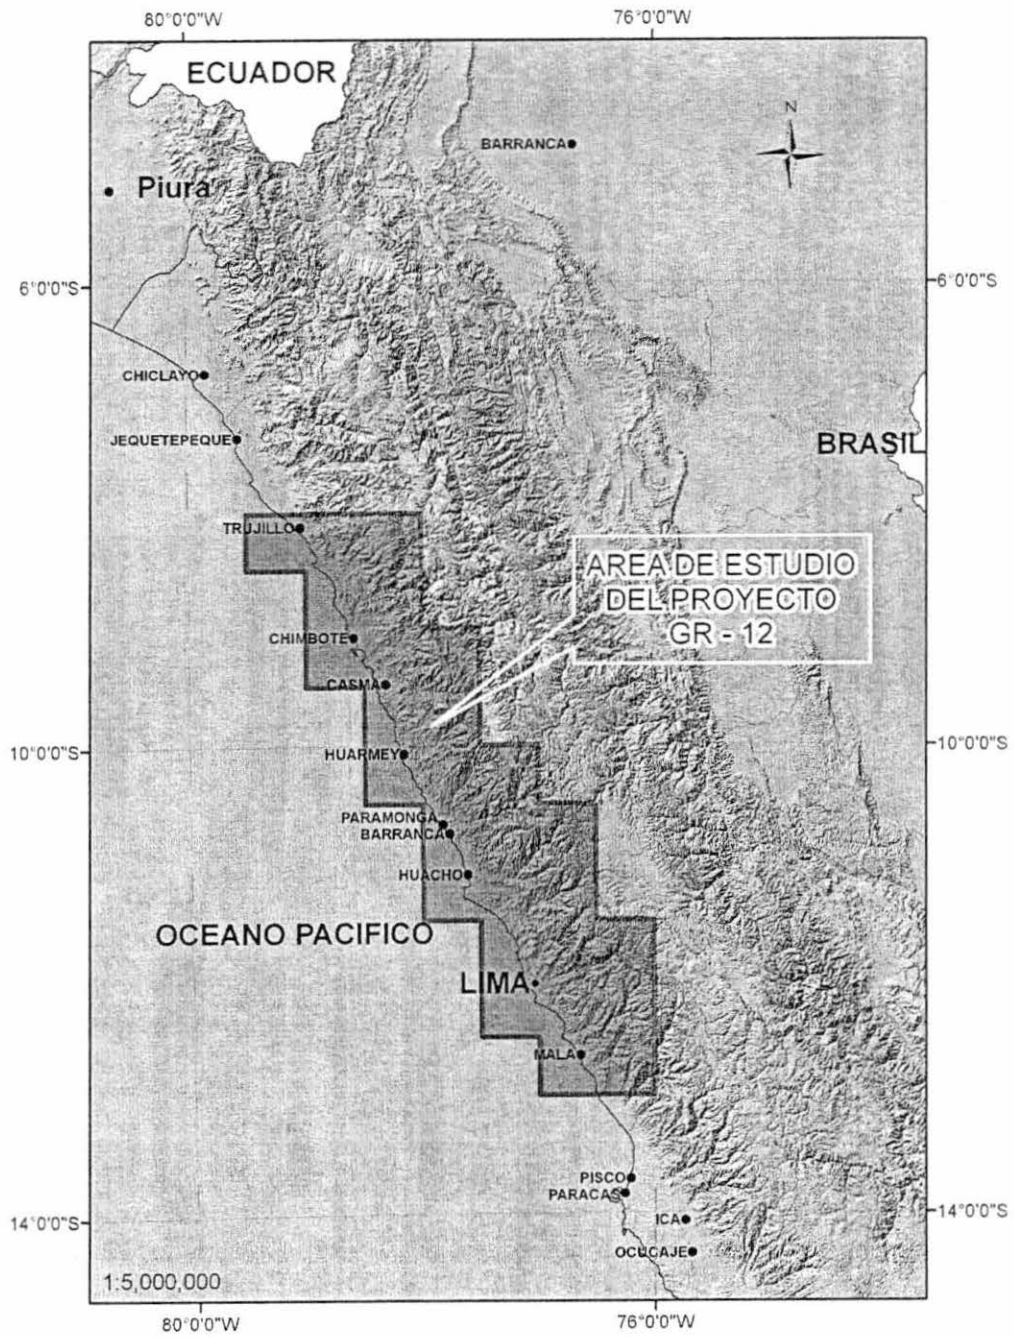 80°0'0"W
76°0'0"W
ECUADOR
N
BARRANCA
Piura
6°0'0"S
6°0'0"S
CHICLAYO
JEQUETEPEQUE
BRASIL
TRUJILLO
AREA DE ESTUDIO
DEL PROYECTO
GR - 12
CHIMBOTE
CASMA
10°0'0"S
10°0'0"S
HUARMEY
PARAMONGA
BARRANCA
HUACHO
OCEANO PACIFICO
LIMA
MALA
PISCO
PARACAS
ICA
14°0'0"S
14°0'0"S
OCUCAJE
1:5,000,000
80°0'0"W
76°0'0"W